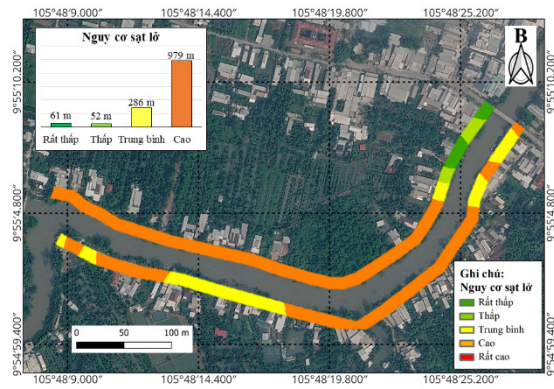 105°48'9.000" 105°48'14.400" 105°48'19.800" 105°48'25.200"
Nguy cơ sạt lở
979 m
286 m
61 m 52 m
Rất thấp Thấp Trung bình Cao
B
9°55'10.200"
9°55'4.800"
9°54'59.400"
9°55'10.200"
9°55'4.800"
9°54'59.400"
Ghi chú:
Nguy cơ sạt lở
Rất thấp
Thấp
Trung bình
Cao
Rất cao
0 50 100 m
105°48'9.000" 105°48'14.400" 105°48'19.800" 105°48'25.200"